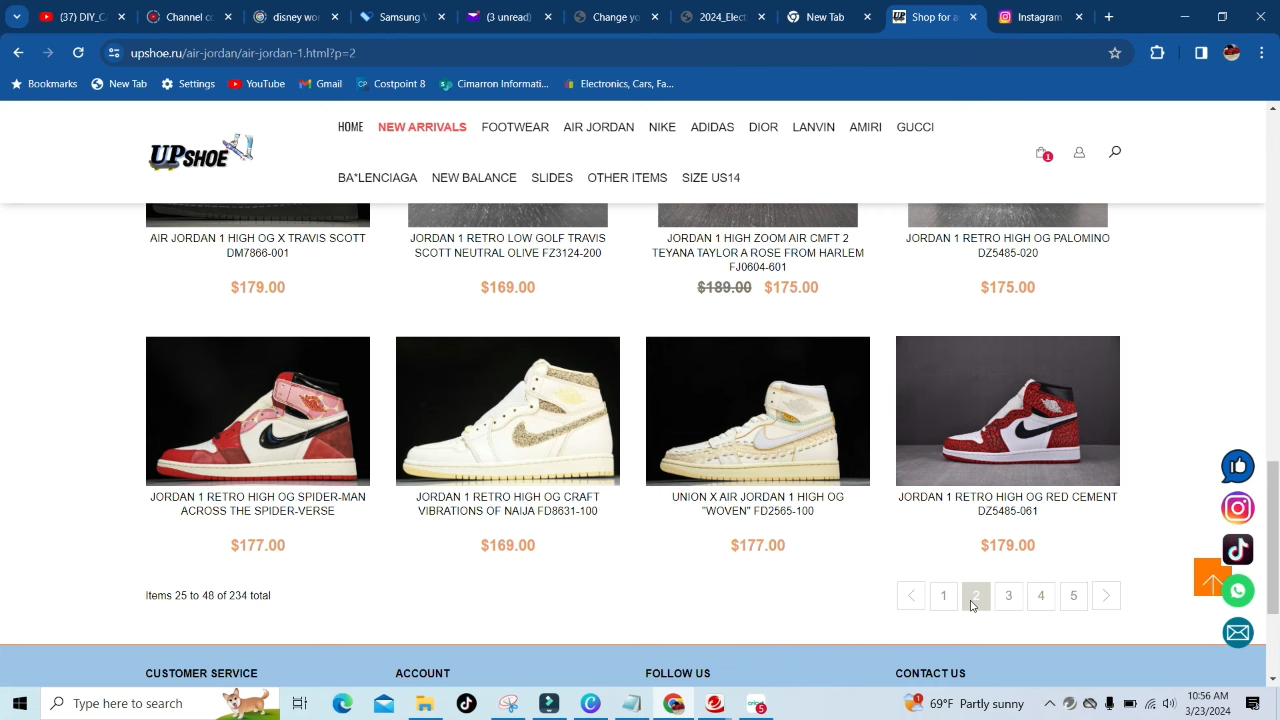 37) DIY_C
Cash ove
Samsung V
(3 unread)
Change yo
2024_Elect
New Tab
Shop for a
Instagram
upshoe.ru/air-jordan/air-jordan-1.html?p=2
Bookmarks New Tab Settings YouTube Gmail Costpoint 8 Cimarron Informati... Electronics, Cars, Fa...
UPSHOE
HOME NEW ARRIVALS FOOTWEAR AIR JORDAN NIKE ADIDAS DIOR LANVIN AMIRI GUCCI
1
BA*LENCIAGA NEW BALANCE SLIDES OTHER ITEMS SIZE US14
AIR JORDAN 1 HIGH OG X TRAVIS SCOTT
DM7866-001
$179.00
JORDAN 1 RETRO LOW GOLF TRAVIS
SCOTT NEUTRAL OLIVE FZ3124-200
$169.00
JORDAN 1 HIGH ZOOM AIR CMFT 2
TEYANA TAYLOR A ROSE FROM HARLEM
FJ0604-601
$189.00 $175.00
JORDAN 1 RETRO HIGH OG PALOMINO
DZ5485-020
$175.00
JORDAN 1 RETRO HIGH OG SPIDER-MAN
ACROSS THE SPIDER-VERSE
$177.00
JORDAN 1 RETRO HIGH OG CRAFT
VIBRATIONS OF NAIJA FD8631-100
$169.00
UNION X AIR JORDAN 1 HIGH OG
"WOVEN" FD2565-100
$177.00
JORDAN 1 RETRO HIGH OG RED CEMENT
DZ5485-061
$179.00
Items 25 to 48 of 234 total
1 2 3 4 5
CUSTOMER SERVICE ACCOUNT FOLLOW US CONTACT US
Type here to search
69°F Partly sunny
10:56 AM
3/23/2024